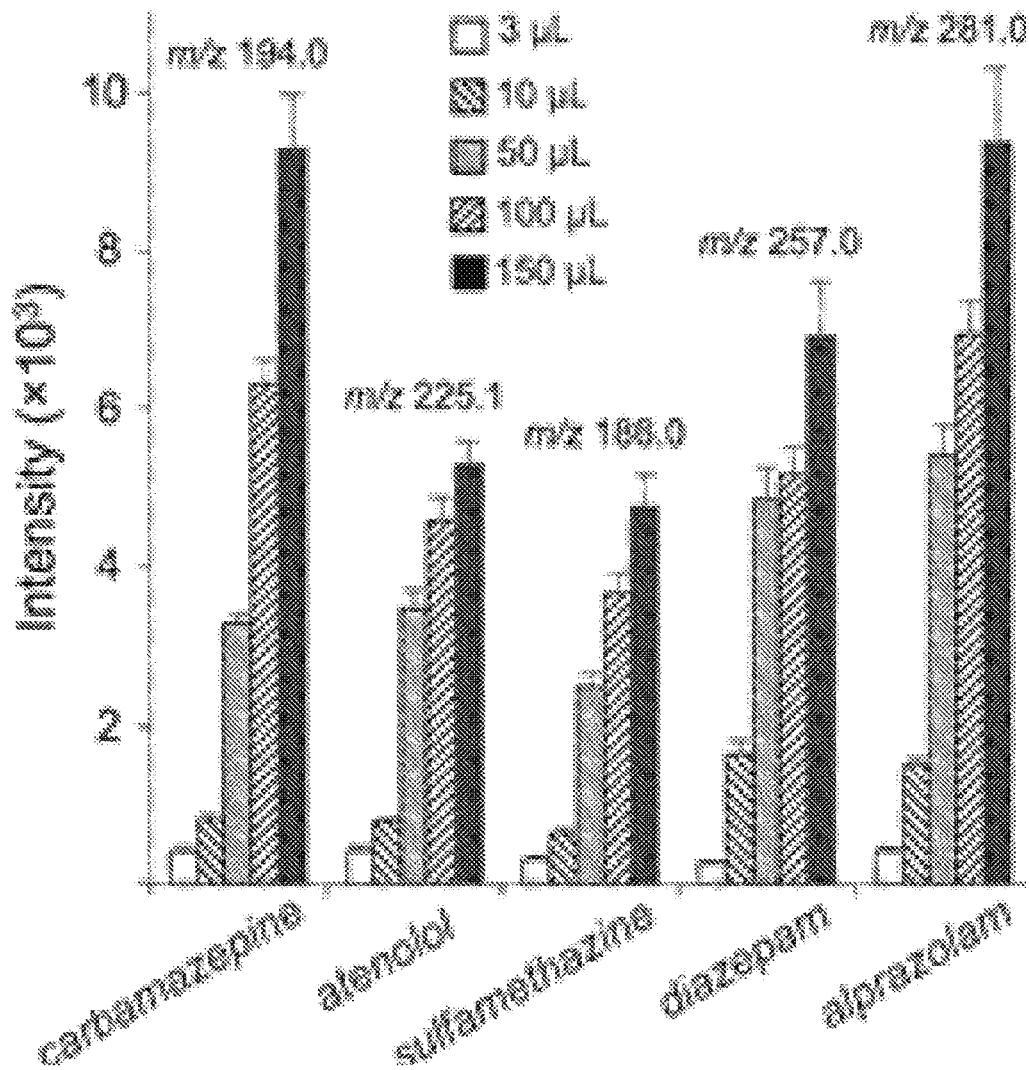 m/z 194.0
3 µL
10 µL
50 µL
100 µL
150 µL
m/z 281.0
m/z 257.0
m/z 225.1
m/z 186.0
Intensity (×10³)
10
8
6
4
2
carbamazepine
atenolol
sulfamethazine
diazepam
alprazolam